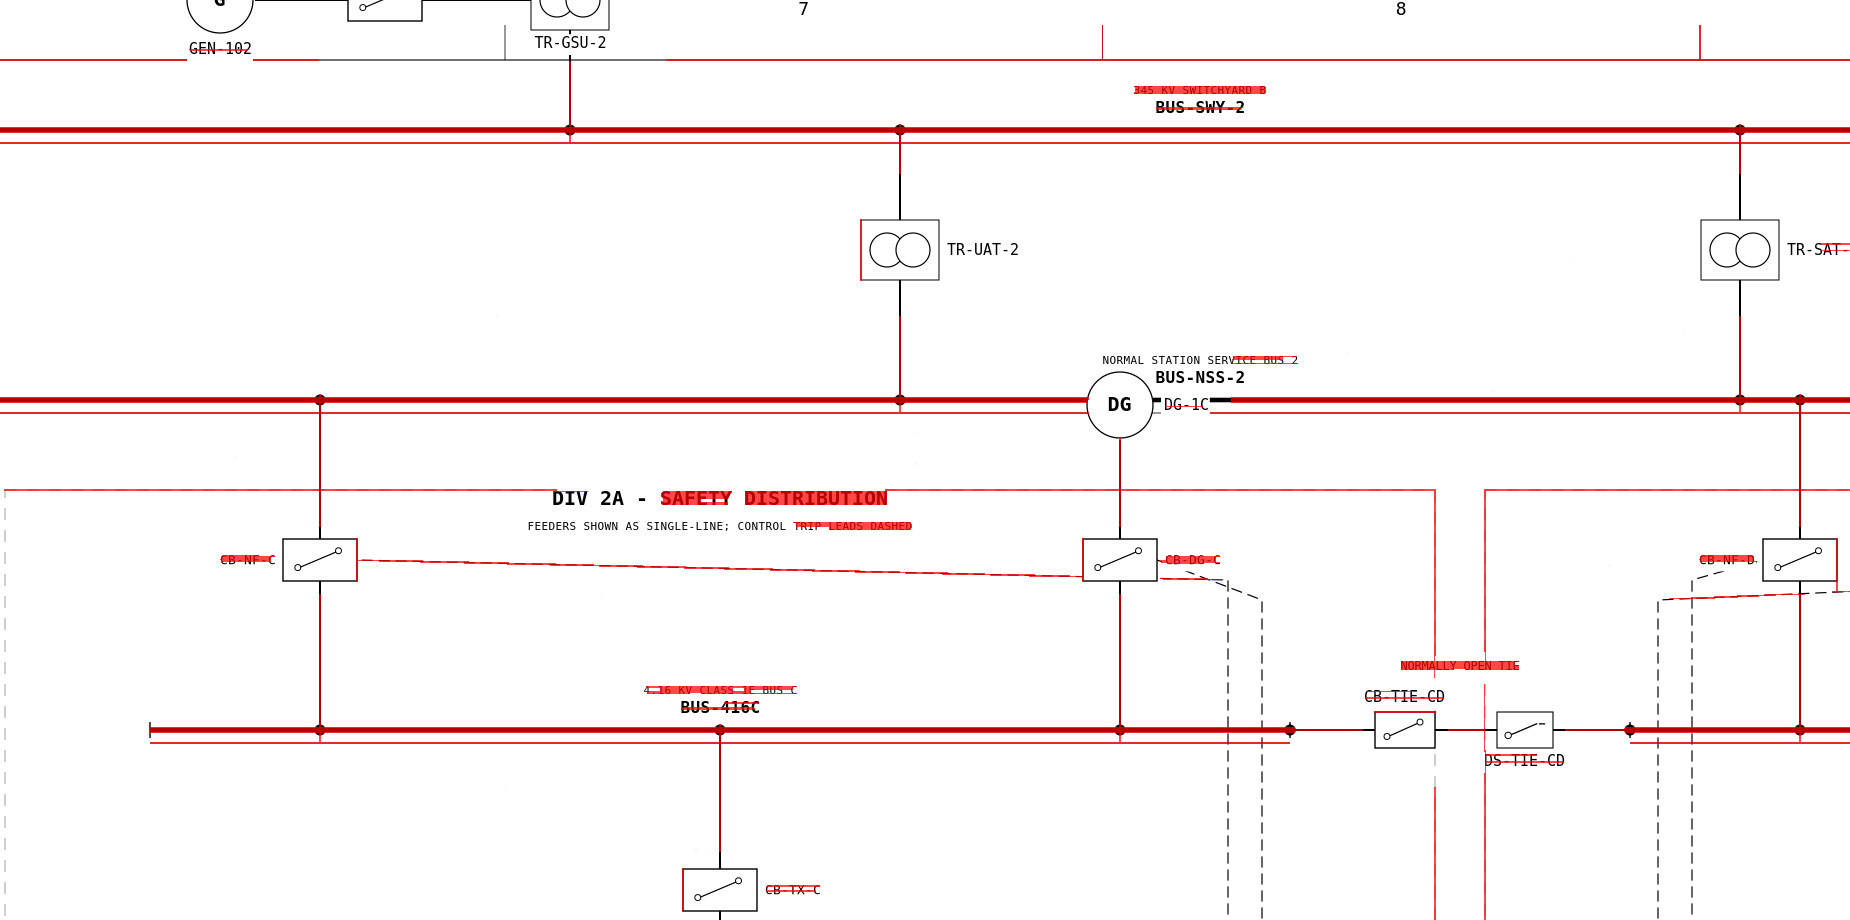 G
7
8
GEN-102
TR-GSU-2
345 KV SWITCHYARD B
BUS-SWY-2
TR-UAT-2
TR-SAT-
NORMAL STATION SERVICE BUS 2
BUS-NSS-2
DG
DG-1C
DIV 2A - SAFETY DISTRIBUTION
FEEDERS SHOWN AS SINGLE-LINE; CONTROL TRIP LEADS DASHED
CB-NF-C
CB-DG-C
CB-NF-D
NORMALLY OPEN TIE
4.16 KV CLASS 1E BUS C
CB-TIE-CD
BUS-416C
DS-TIE-CD
CB-TX-C